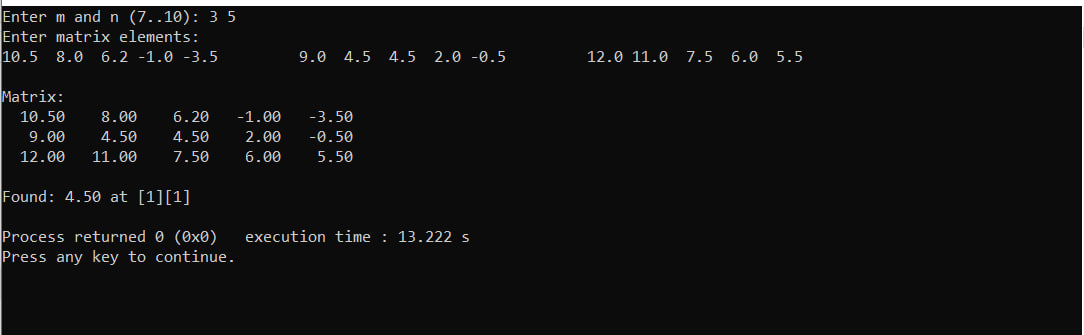 Enter m and n (7..10): 3 5
Enter matrix elements:
10.5  8.0  6.2 -1.0 -3.5         9.0  4.5  4.5  2.0 -0.5         12.0 11.0  7.5  6.0  5.5
Matrix:
  10.50    8.00    6.20   -1.00   -3.50
   9.00    4.50    4.50    2.00   -0.50
  12.00   11.00    7.50    6.00    5.50
Found: 4.50 at [1][1]
Process returned 0 (0x0)   execution time : 13.222 s
Press any key to continue.